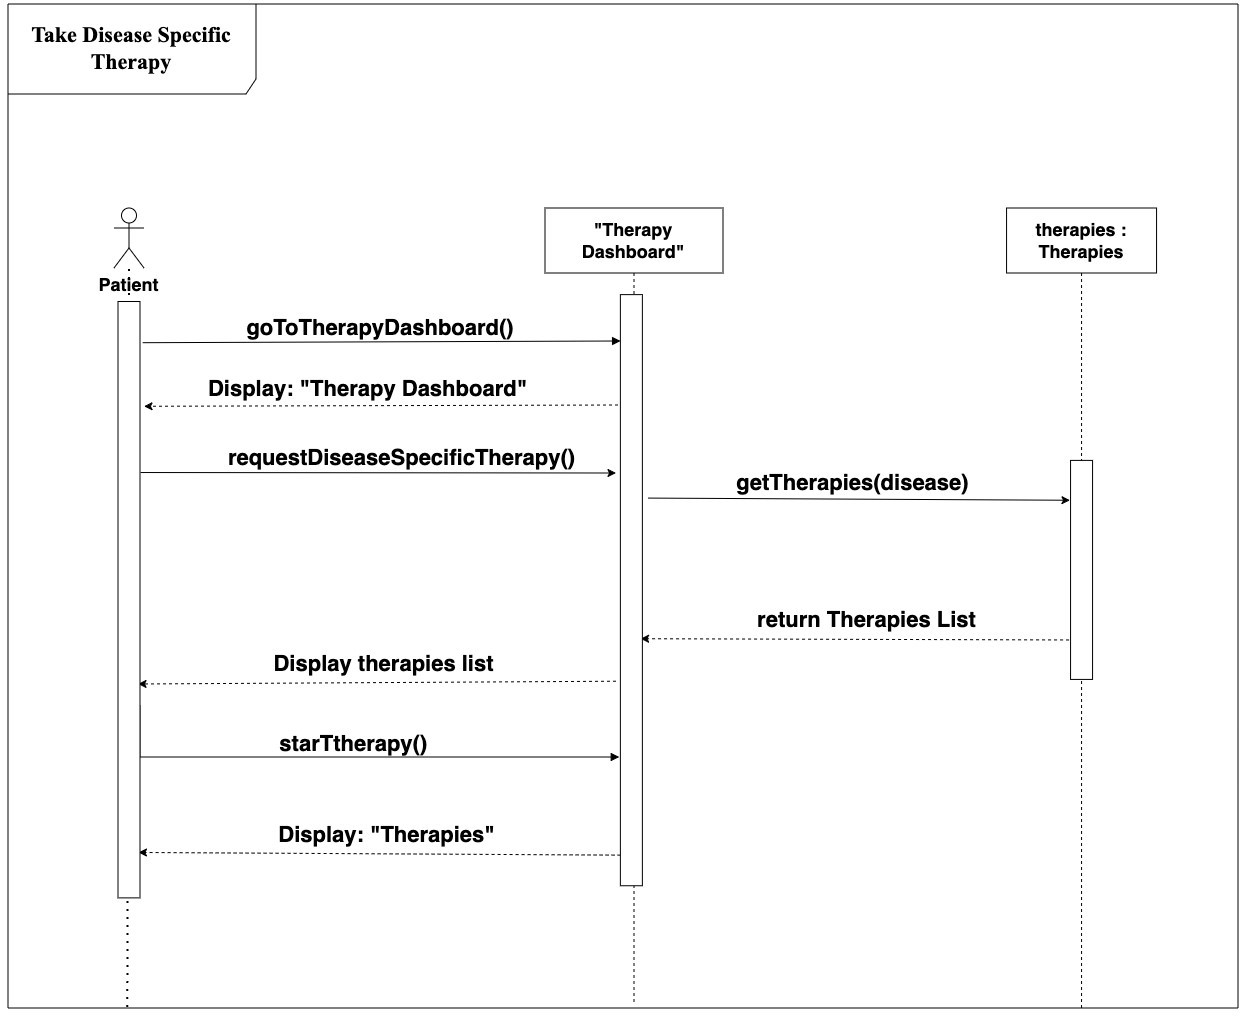 Take Disease Specific
Therapy
Patient
"Therapy
Dashboard"
therapies :
Therapies
goToTherapyDashboard()
Display: "Therapy Dashboard"
requestDiseaseSpecificTherapy()
getTherapies(disease)
return Therapies List
Display therapies list
starTtherapy()
Display: "Therapies"